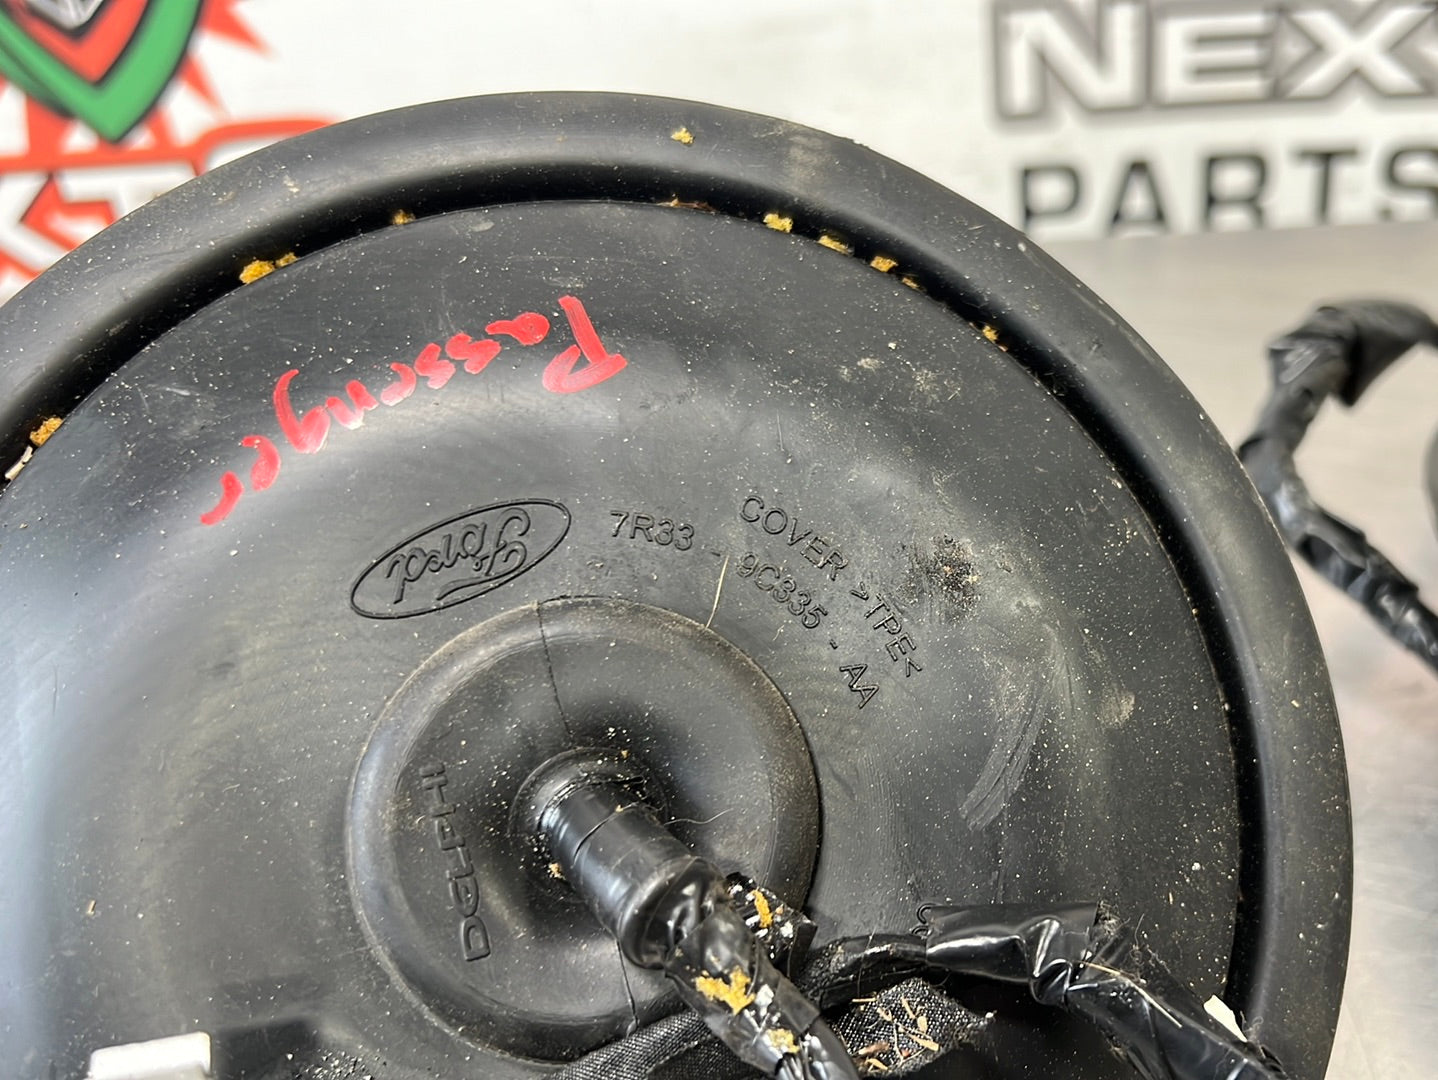 NEX
PARTS
Passenger
Ford
7R33 - 9C335 - AA
COVER >TPE<
DELPHI